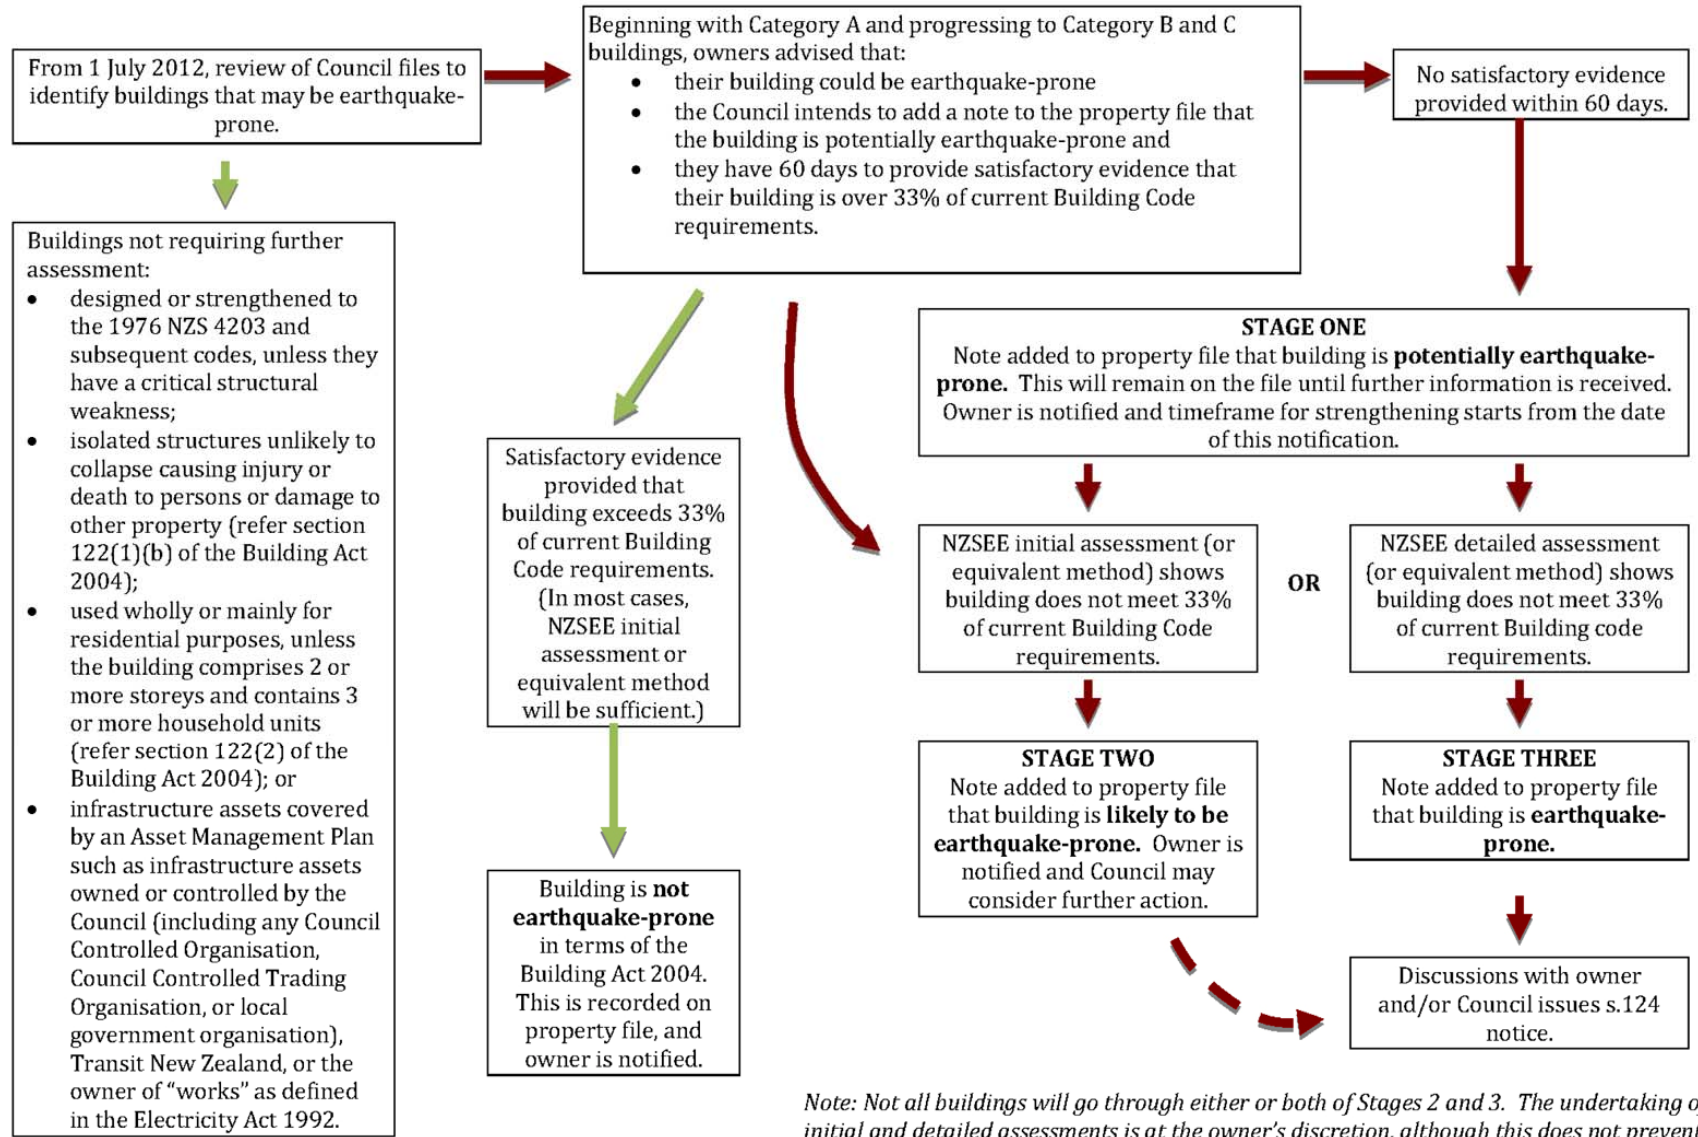 From 1 July 2012, review of Council files to
identify buildings that may be earthquake-
prone.
Beginning with Category A and progressing to Category B and C
buildings, owners advised that:
• their building could be earthquake-prone
• the Council intends to add a note to the property file that
the building is potentially earthquake-prone and
• they have 60 days to provide satisfactory evidence that
their building is over 33% of current Building Code
requirements.
No satisfactory evidence
provided within 60 days.
Buildings not requiring further
assessment:
• designed or strengthened to
the 1976 NZS 4203 and
subsequent codes, unless they
have a critical structural
weakness;
• isolated structures unlikely to
collapse causing injury or
death to persons or damage to
other property (refer section
122(1)(b) of the Building Act
2004);
• used wholly or mainly for
residential purposes, unless
the building comprises 2 or
more storeys and contains 3
or more household units
(refer section 122(2) of the
Building Act 2004); or
• infrastructure assets covered
by an Asset Management Plan
such as infrastructure assets
owned or controlled by the
Council (including any Council
Controlled Organisation,
Council Controlled Trading
Organisation, or local
government organisation),
Transit New Zealand, or the
owner of “works” as defined
in the Electricity Act 1992.
Satisfactory evidence
provided that
building exceeds 33%
of current Building
Code requirements.
(In most cases,
NZSEE initial
assessment or
equivalent method
will be sufficient.)
Building is not
earthquake-prone
in terms of the
Building Act 2004.
This is recorded on
property file, and
owner is notified.
STAGE ONE
Note added to property file that building is potentially earthquake-
prone. This will remain on the file until further information is received.
Owner is notified and timeframe for strengthening starts from the date
of this notification.
NZSEE initial assessment (or
equivalent method) shows
building does not meet 33%
of current Building Code
requirements.
OR
NZSEE detailed assessment
(or equivalent method) shows
building does not meet 33%
of current Building code
requirements.
STAGE TWO
Note added to property file
that building is likely to be
earthquake-prone. Owner is
notified and Council may
consider further action.
STAGE THREE
Note added to property file
that building is earthquake-
prone.
Discussions with owner
and/or Council issues s.124
notice.
Note: Not all buildings will go through either or both of Stages 2 and 3. The undertaking
initial and detailed assessments is at the owner's discretion, although this does not prevent